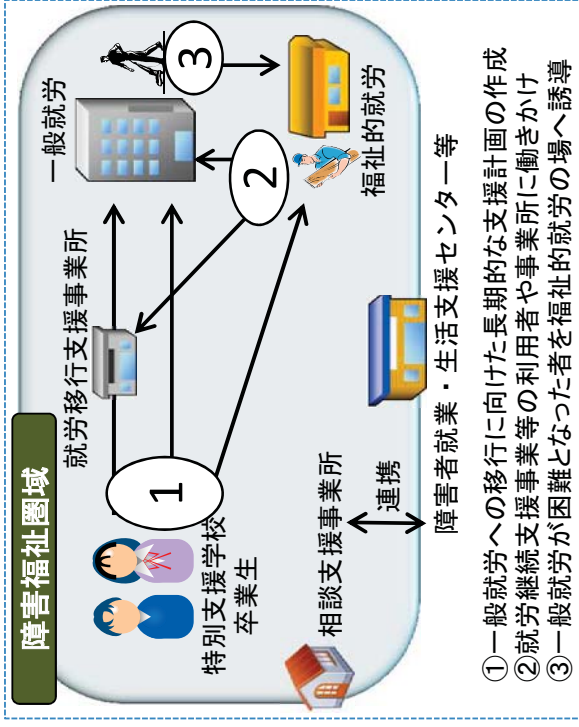 障害福祉圏域
特別支援学校
卒業生
1
就労移行支援事業所
一般就労
2
3
福祉的就労
相談支援事業所
連携
障害者就業・生活支援センター等
①一般就労への移行に向けた長期的な支援計画の作成
②就労継続支援事業等の利用者や事業所に働きかけ
③一般就労が困難となった者を福祉的就労の場へ誘導